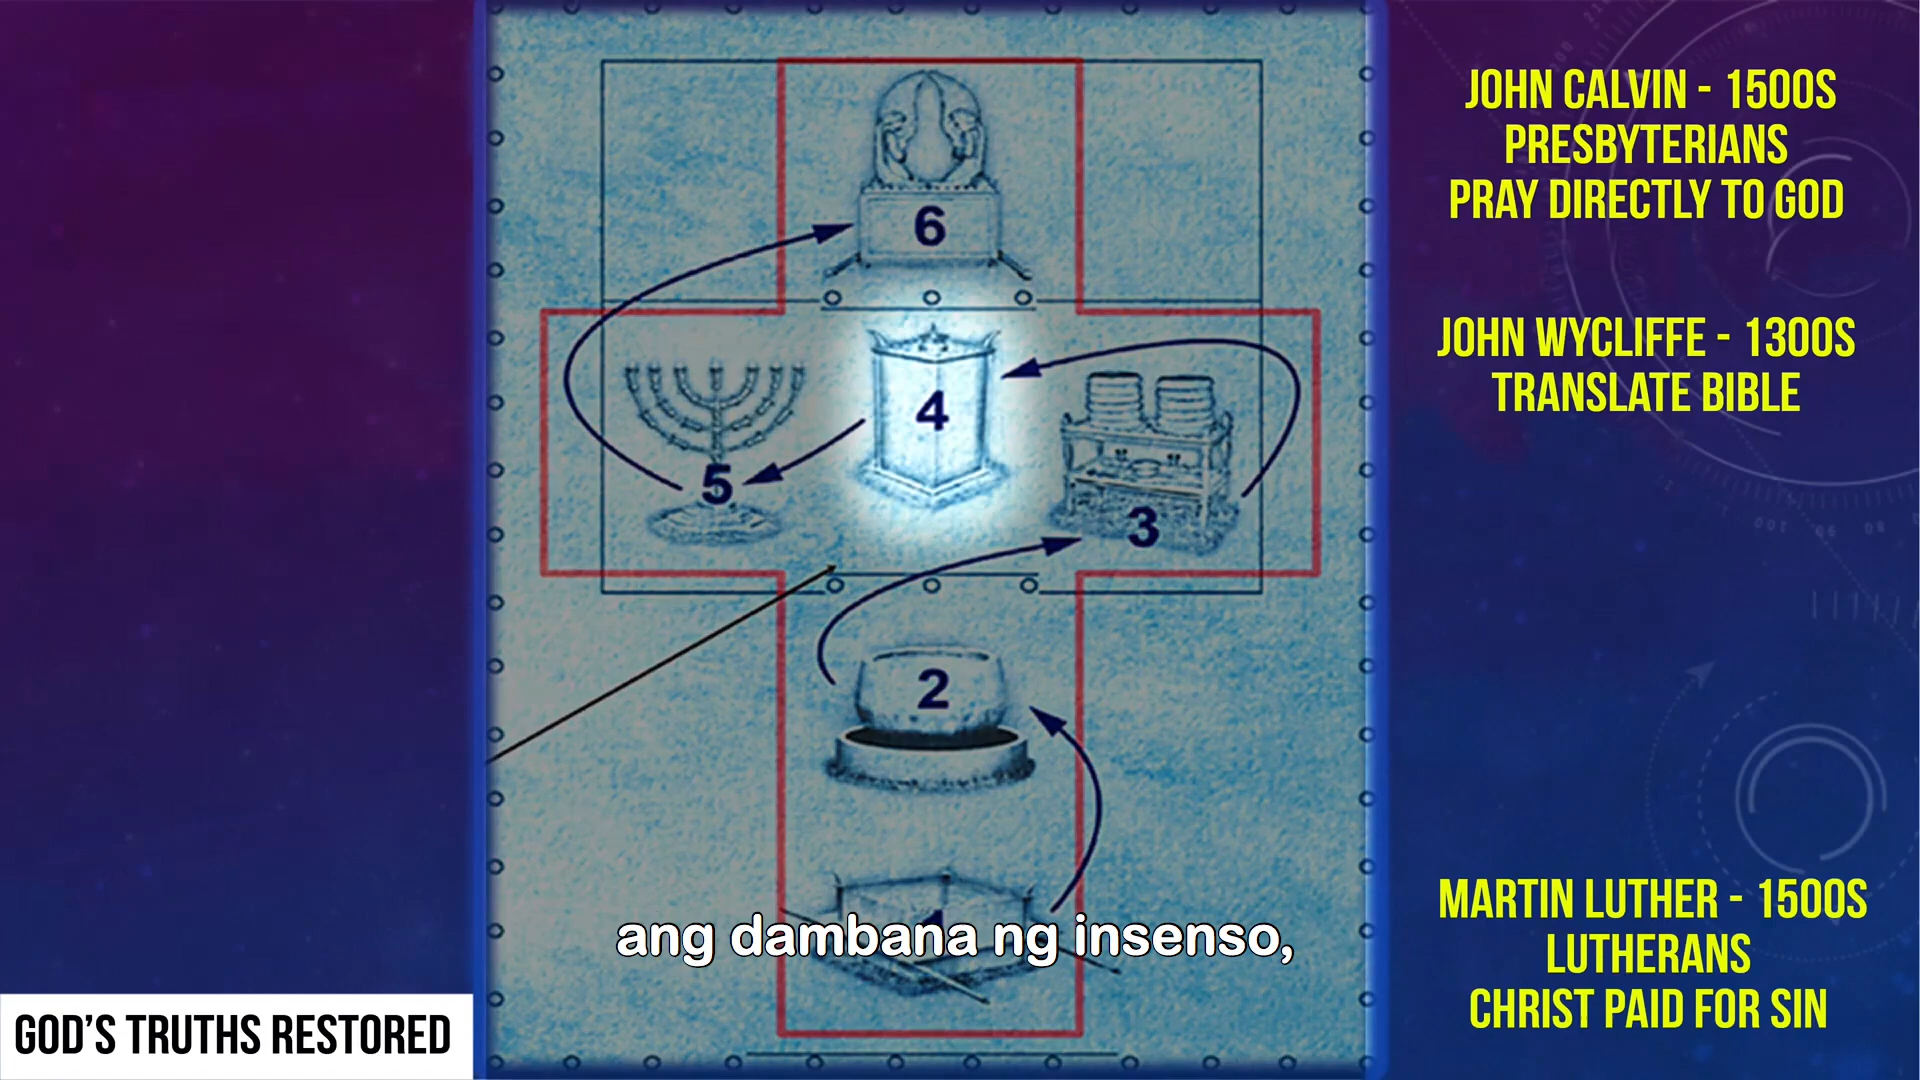 JOHN CALVIN - 1500S
PRESBYTERIANS
PRAY DIRECTLY TO GOD
JOHN WYCLIFFE - 1300S
TRANSLATE BIBLE
6
4
5
3
2
1
ang dambana ng insenso,
MARTIN LUTHER - 1500S
LUTHERANS
CHRIST PAID FOR SIN
GOD'S TRUTHS RESTORED